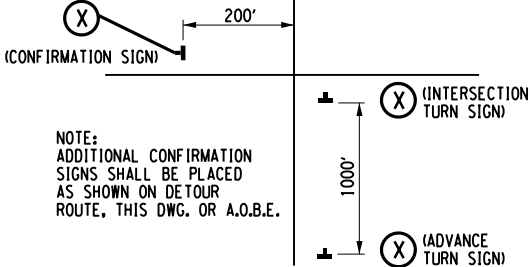 X
200'
(CONFIRMATION SIGN)
X
(INTERSECTION
TURN SIGN)
NOTE:
ADDITIONAL CONFIRMATION
SIGNS SHALL BE PLACED
AS SHOWN ON DETOUR
ROUTE, THIS DWG. OR A.O.B.E.
1000'
X
(ADVANCE
TURN SIGN)